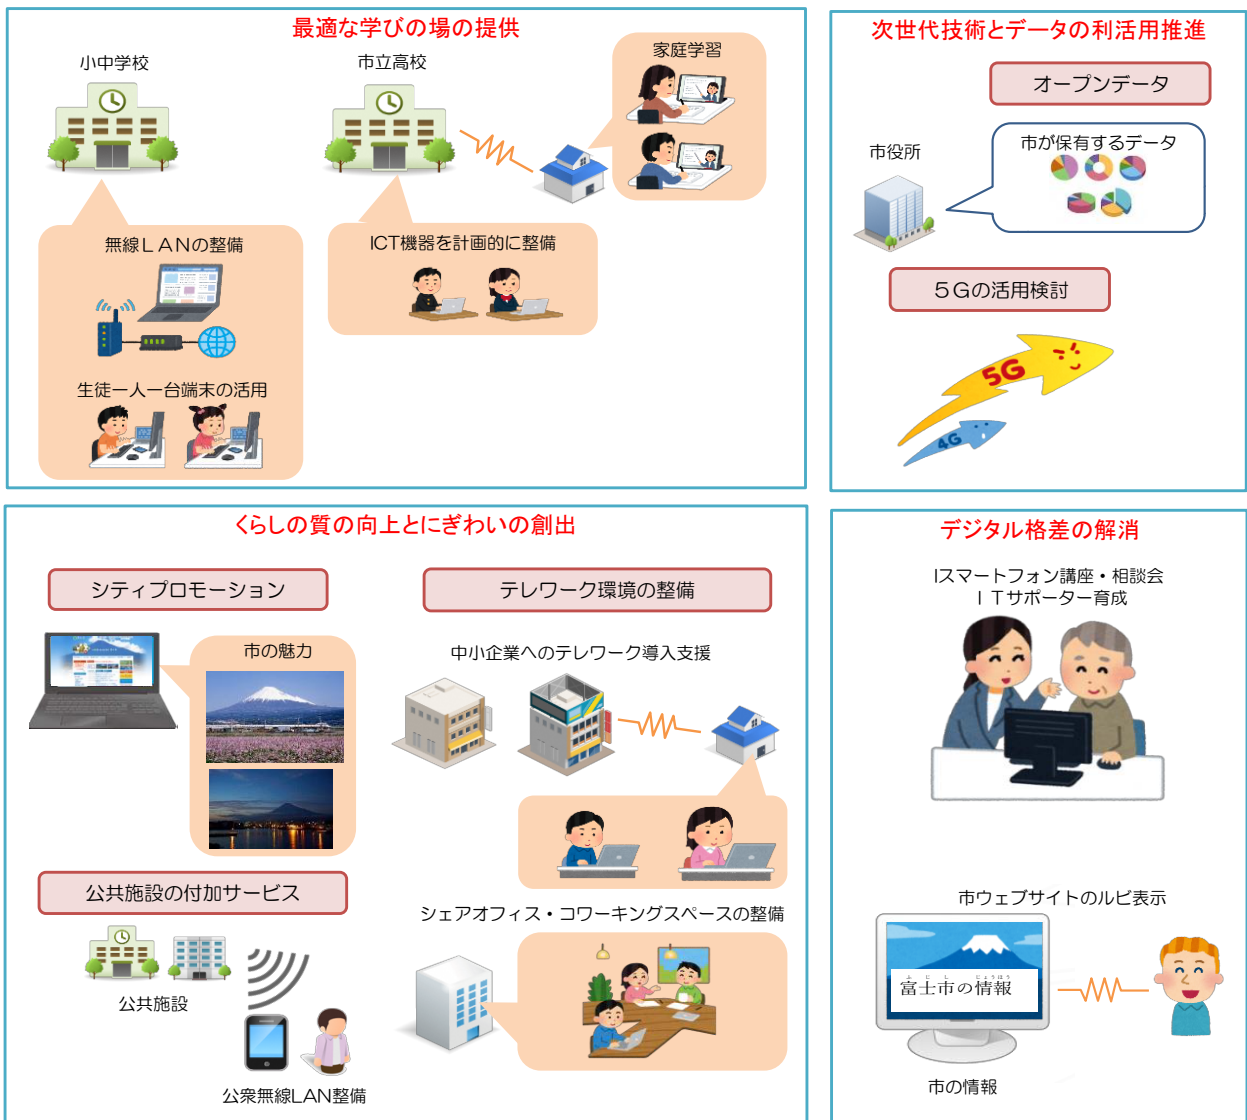 最適な学びの場の提供
小中学校
市立高校
家庭学習
無線ＬＡＮの整備
生徒一人一台端末の活用
ICT機器を計画的に整備
次世代技術とデータの利活用推進
オープンデータ
市役所
市が保有するデータ
５Ｇの活用検討
5G
4G
くらしの質の向上とにぎわいの創出
シティプロモーション
市の魅力
テレワーク環境の整備
中小企業へのテレワーク導入支援
公共施設の付加サービス
公共施設
公衆無線LAN整備
シェアオフィス・コワーキングスペースの整備
デジタル格差の解消
Iスマートフォン講座・相談会
ＩＴサポーター育成
市ウェブサイトのルビ表示
ふじし じょうほう
富士市の情報
市の情報